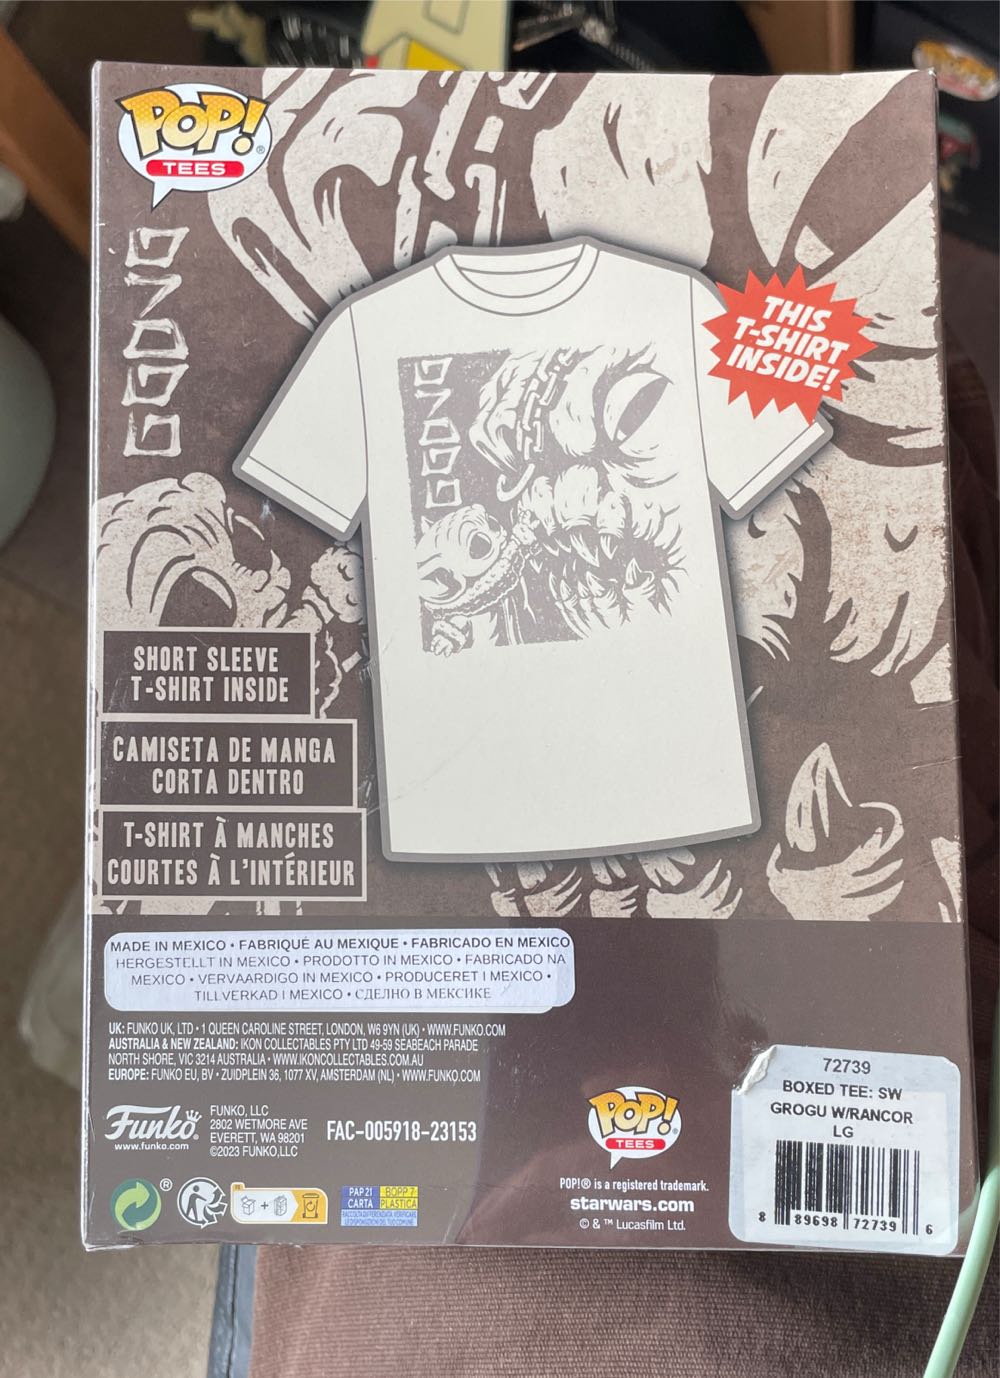 POP!®
TEES
THIS
T-SHIRT
INSIDE!
SHORT SLEEVE
T-SHIRT INSIDE
CAMISETA DE MANGA
CORTA DENTRO
T-SHIRT À MANCHES
COURTES À L'INTÉRIEUR
MADE IN MEXICO • FABRIQUÉ AU MEXIQUE • FABRICADO EN MEXICO
HERGESTELLT IN MEXICO • PRODOTTO IN MEXICO • FABRICADO NA
MEXICO • VERVAARDIGO IN MEXICO • PRODUCERET I MEXICO •
TILLVERKAD I MEXICO • СДЕЛНО В МЕКСИКЕ
UK: FUNKO UK, LTD • 1 QUEEN CAROLINE STREET, LONDON, W6 9YN (UK) • WWW.FUNKO.COM
AUSTRALIA & NEW ZEALAND: IKON COLLECTABLES PTY LTD 49-59 SEABEACH PARADE
NORTH SHORE, VIC 3214 AUSTRALIA • WWW.IKONCOLLECTABLES.COM.AU
EUROPE: FUNKO EU, BV • ZUIDPLEIN 36, 1077 XV, AMSTERDAM (NL) • WWW.FUNKO.COM
Funko®
www.funko.com
FUNKO, LLC
2802 WETMORE AVE
EVERETT, WA 98201
©2023 FUNKO,LLC
FAC-005918-23153
POP!®
TEES
POP!® is a registered trademark.
starwars.com
© & ™ Lucasfilm Ltd.
72739
BOXED TEE: SW
GROGU W/RANCOR
LG
8 89698 72739 6
®
FR
PAP 21 BOPP 7
CARTA PLASTICA